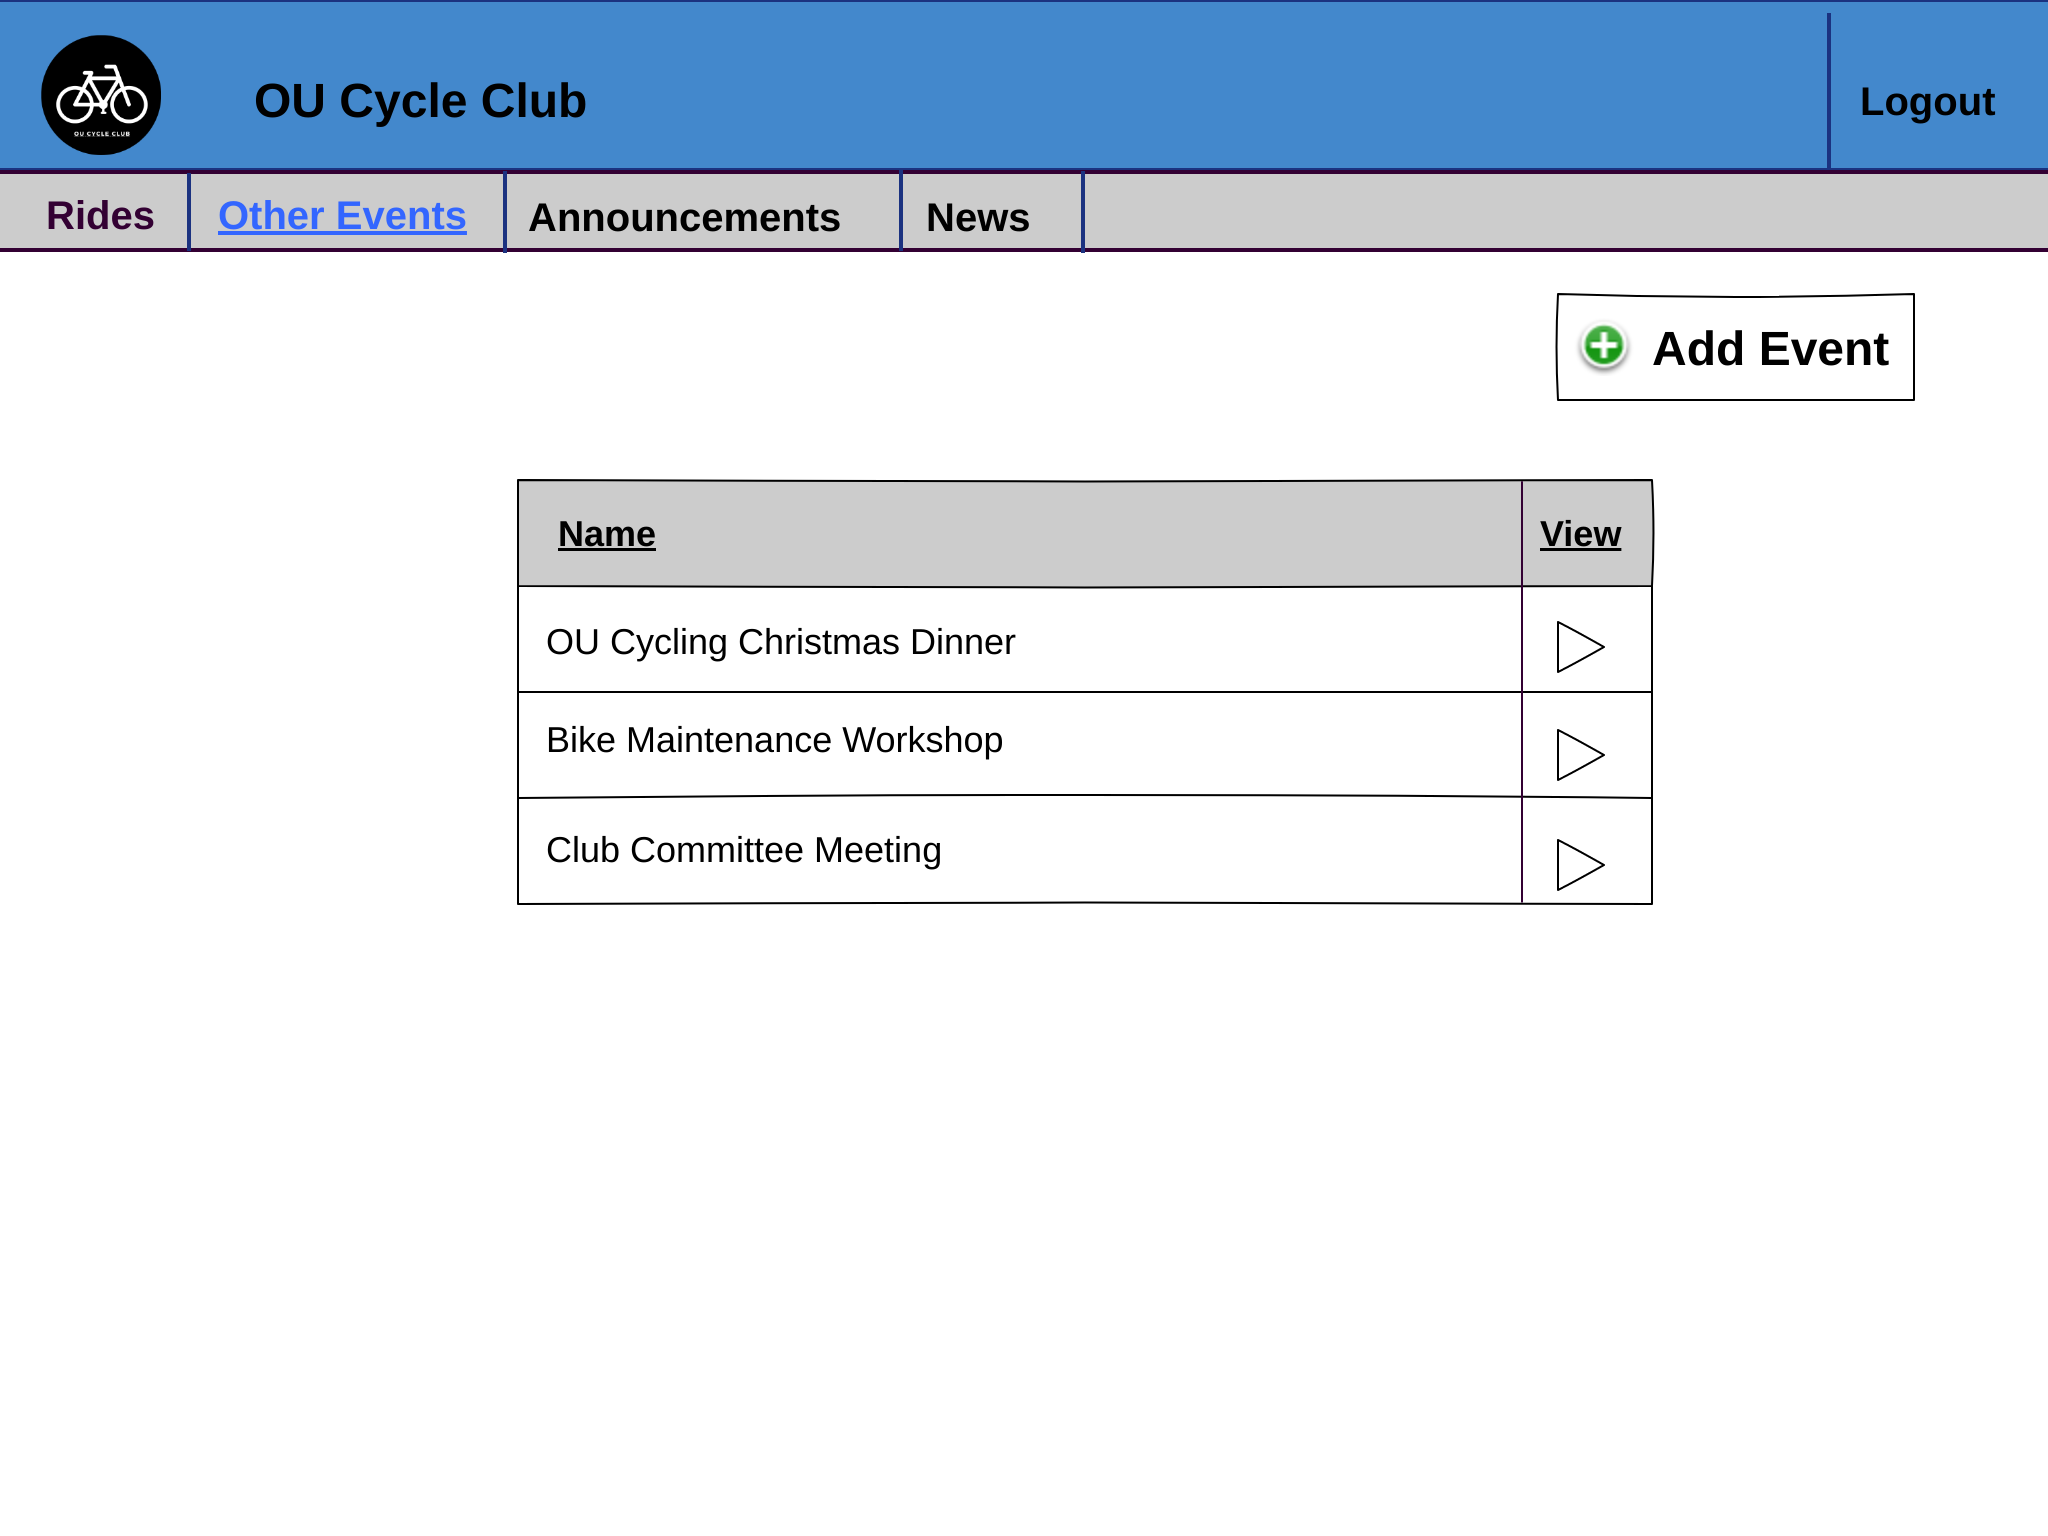 OU CYCLE CLUB
OU Cycle Club
Logout
Rides
Other Events
Announcements
News
Add Event
Name
View
OU Cycling Christmas Dinner
Bike Maintenance Workshop
Club Committee Meeting